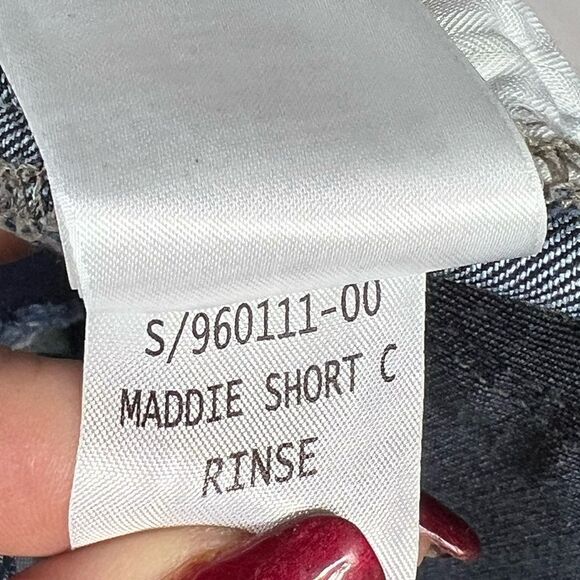 S/960111-00
MADDIE SHORT C
RINSE